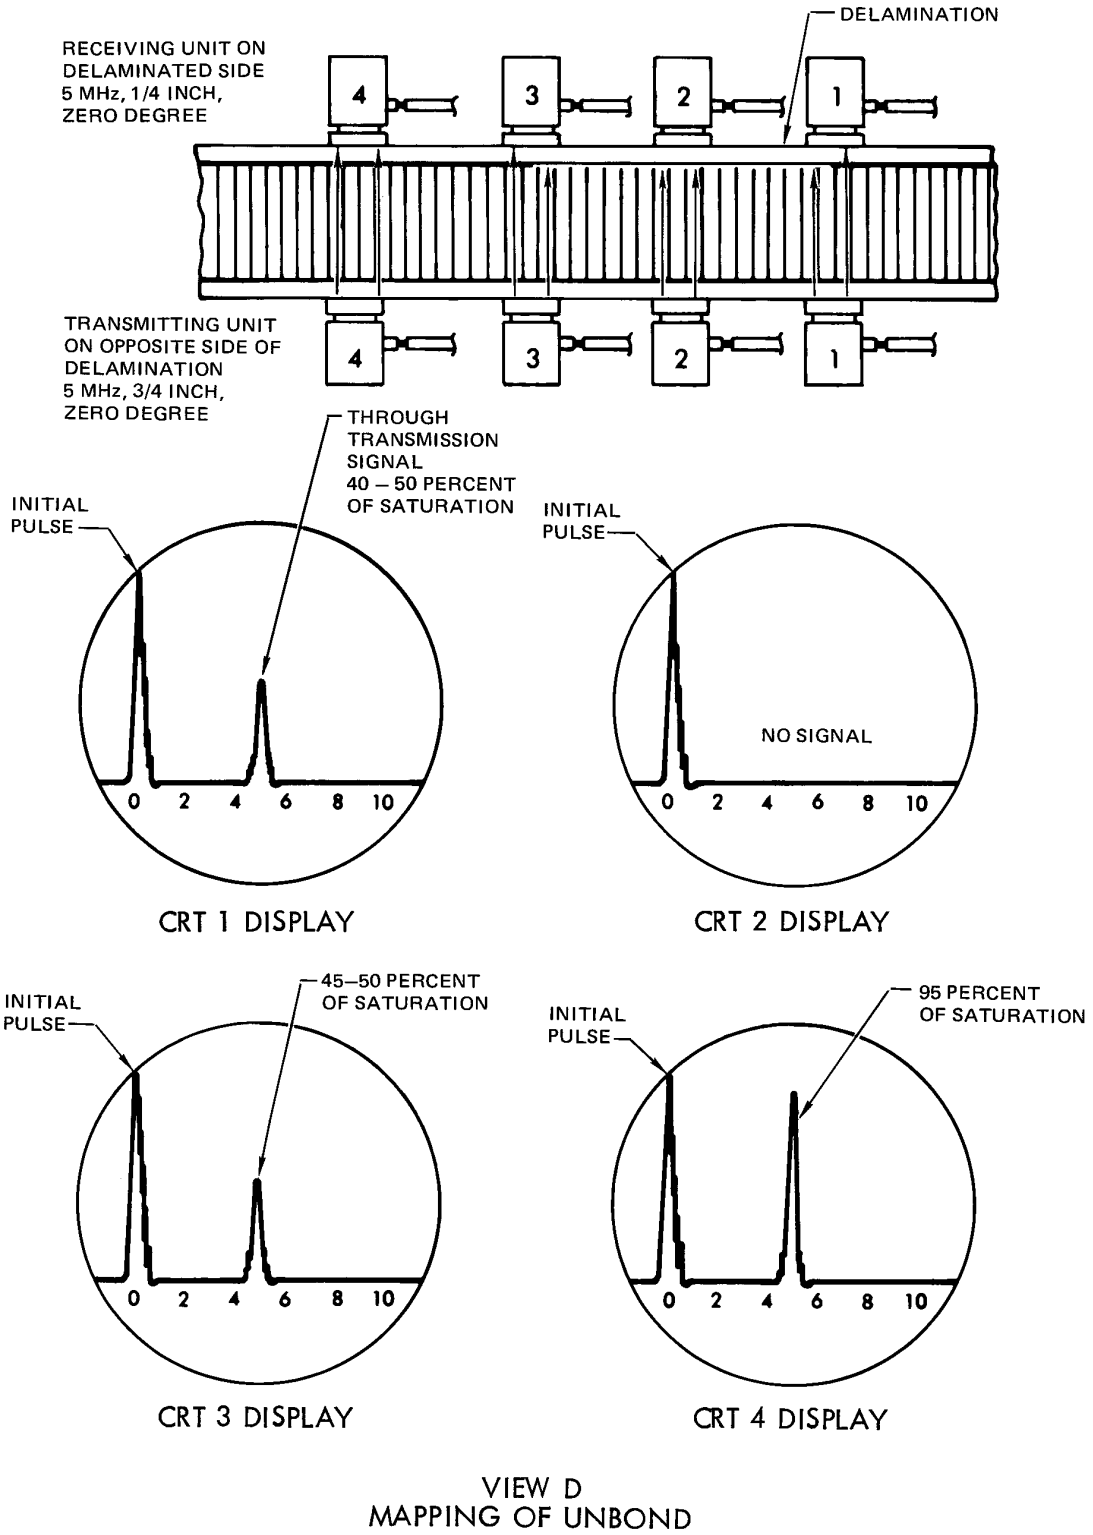 DELAMINATION
RECEIVING UNIT ON
DELAMINATED SIDE
5 MHz, 1/4 INCH,
ZERO DEGREE
4
3
2
1
TRANSMITTING UNIT
ON OPPOSITE SIDE OF
DELAMINATION
5 MHz, 3/4 INCH,
ZERO DEGREE
4
3
2
1
THROUGH
TRANSMISSION
SIGNAL
40 – 50 PERCENT
OF SATURATION
INITIAL
PULSE
0 2 4 6 8 10
CRT 1 DISPLAY
INITIAL
PULSE
NO SIGNAL
0 2 4 6 8 10
CRT 2 DISPLAY
45–50 PERCENT
OF SATURATION
INITIAL
PULSE
0 2 4 6 8 10
CRT 3 DISPLAY
95 PERCENT
OF SATURATION
INITIAL
PULSE
0 2 4 6 8 10
CRT 4 DISPLAY
VIEW D
MAPPING OF UNBOND